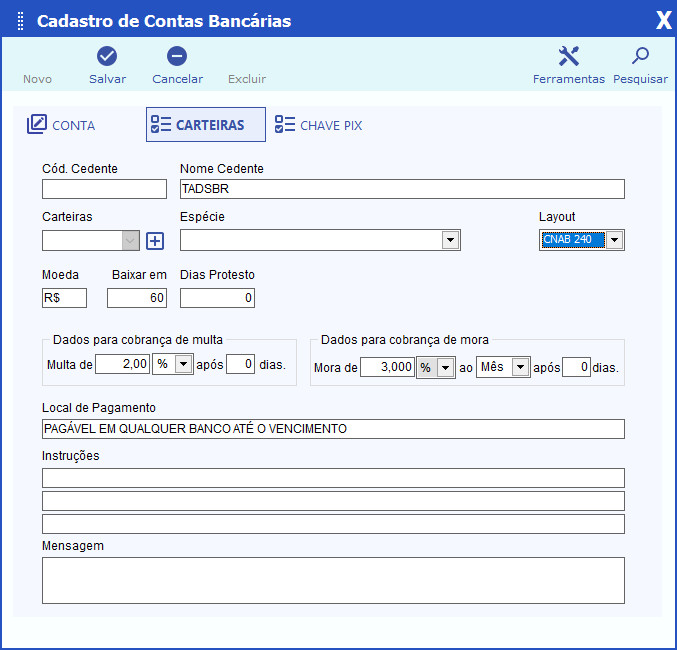 Cadastro de Contas Bancárias X
Novo Salvar Cancelar Excluir Ferramentas Pesquisar
CONTA CARTEIRAS CHAVE PIX
Cód. Cedente Nome Cedente
TADSBR
Carteiras Espécie Layout
CNAB 240
Moeda Baixar em Dias Protesto
R$ 60 0
Dados para cobrança de multa Dados para cobrança de mora
Multa de 2,00 % após 0 dias. Mora de 3,000 % ao Mês após 0 dias.
Local de Pagamento
PAGÁVEL EM QUALQUER BANCO ATÉ O VENCIMENTO
Instruções
Mensagem